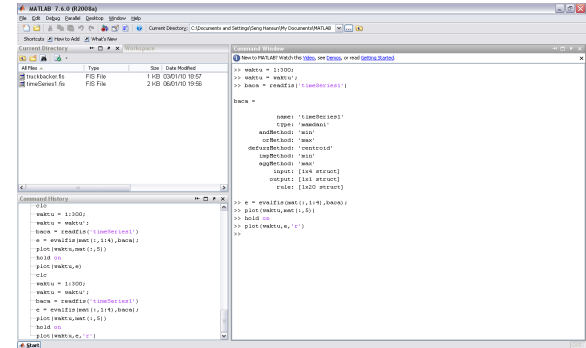 MATLAB 7.6.0 (R2008a)
File Edit Debug Parallel Desktop Window Help
Current Directory: C:\Documents and Settings\Seng Hansun\My Documents\MATLAB
Shortcuts How to Add What's New
Current Directory Workspace
All Files Type Size Date Modified
truckbacker.fis FIS File 1 KB 03/01/10 18:57
timeSeries1.fis FIS File 2 KB 06/01/10 19:56
Command History
clc
waktu = 1:300;
waktu = waktu';
baca = readfis('timeSeries1')
e = evalfis(mat(:,1:4),baca);
plot(waktu,mat(:,5))
hold on
plot(waktu,e)
clc
waktu = 1:300;
waktu = waktu';
baca = readfis('timeSeries1')
e = evalfis(mat(:,1:4),baca);
plot(waktu,mat(:,5))
hold on
plot(waktu,e,'r')
Command Window
New to MATLAB? Watch this Video, see Demos, or read Getting Started.
>> waktu = 1:300;
>> waktu = waktu';
>> baca = readfis('timeSeries1')
baca =
name: 'timeSeries1'
type: 'mamdani'
andMethod: 'min'
orMethod: 'max'
defuzzMethod: 'centroid'
impMethod: 'min'
aggMethod: 'max'
input: [1x4 struct]
output: [1x1 struct]
rule: [1x20 struct]
>> e = evalfis(mat(:,1:4),baca);
>> plot(waktu,mat(:,5))
>> hold on
>> plot(waktu,e,'r')
>>
Start